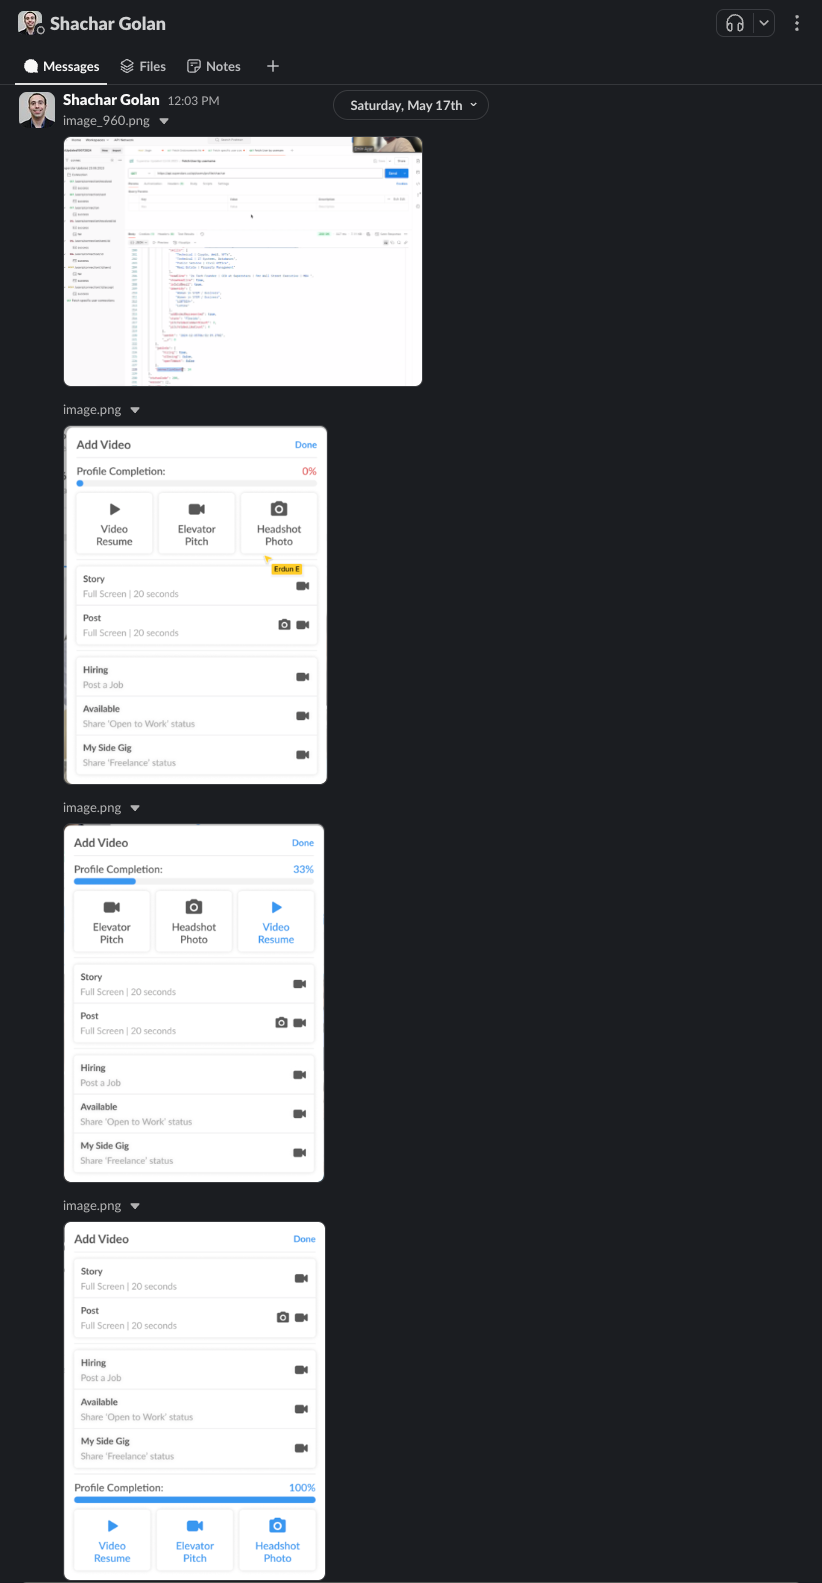 Shachar Golan
Messages
Files
Notes
Shachar Golan 12:03 PM
Saturday, May 17th
image_960.png
image.png
Add Video
Done
Profile Completion:
0%
Video
Resume
Elevator
Pitch
Headshot
Photo
Erdun E
Story
Full Screen | 20 seconds
Post
Full Screen | 20 seconds
Hiring
Post a Job
Available
Share 'Open to Work' status
My Side Gig
Share 'Freelance' status
image.png
Add Video
Done
Profile Completion:
33%
Elevator
Pitch
Headshot
Photo
Video
Resume
Story
Full Screen | 20 seconds
Post
Full Screen | 20 seconds
Hiring
Post a Job
Available
Share 'Open to Work' status
My Side Gig
Share 'Freelance' status
image.png
Add Video
Done
Story
Full Screen | 20 seconds
Post
Full Screen | 20 seconds
Hiring
Post a Job
Available
Share 'Open to Work' status
My Side Gig
Share 'Freelance' status
Profile Completion:
100%
Video
Resume
Elevator
Pitch
Headshot
Photo